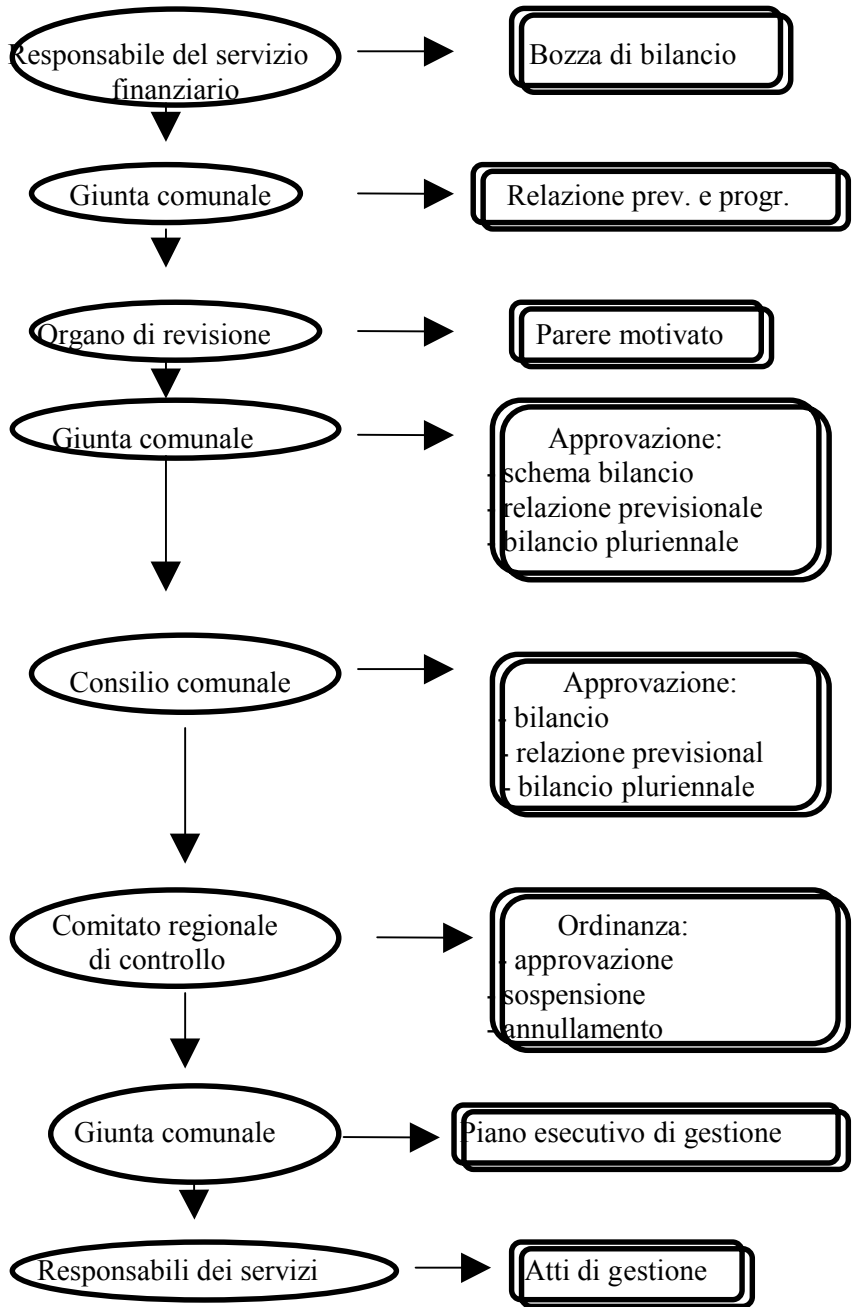 Responsabile del servizio
finanziario
Bozza di bilancio
Giunta comunale
Relazione prev. e progr.
Organo di revisione
Parere motivato
Giunta comunale
Approvazione:
- schema bilancio
- relazione previsionale
- bilancio pluriennale
Consilio comunale
Approvazione:
- bilancio
- relazione previsional
- bilancio pluriennale
Comitato regionale
di controllo
Ordinanza:
- approvazione
- sospensione
- annullamento
Giunta comunale
Piano esecutivo di gestione
Responsabili dei servizi
Atti di gestione